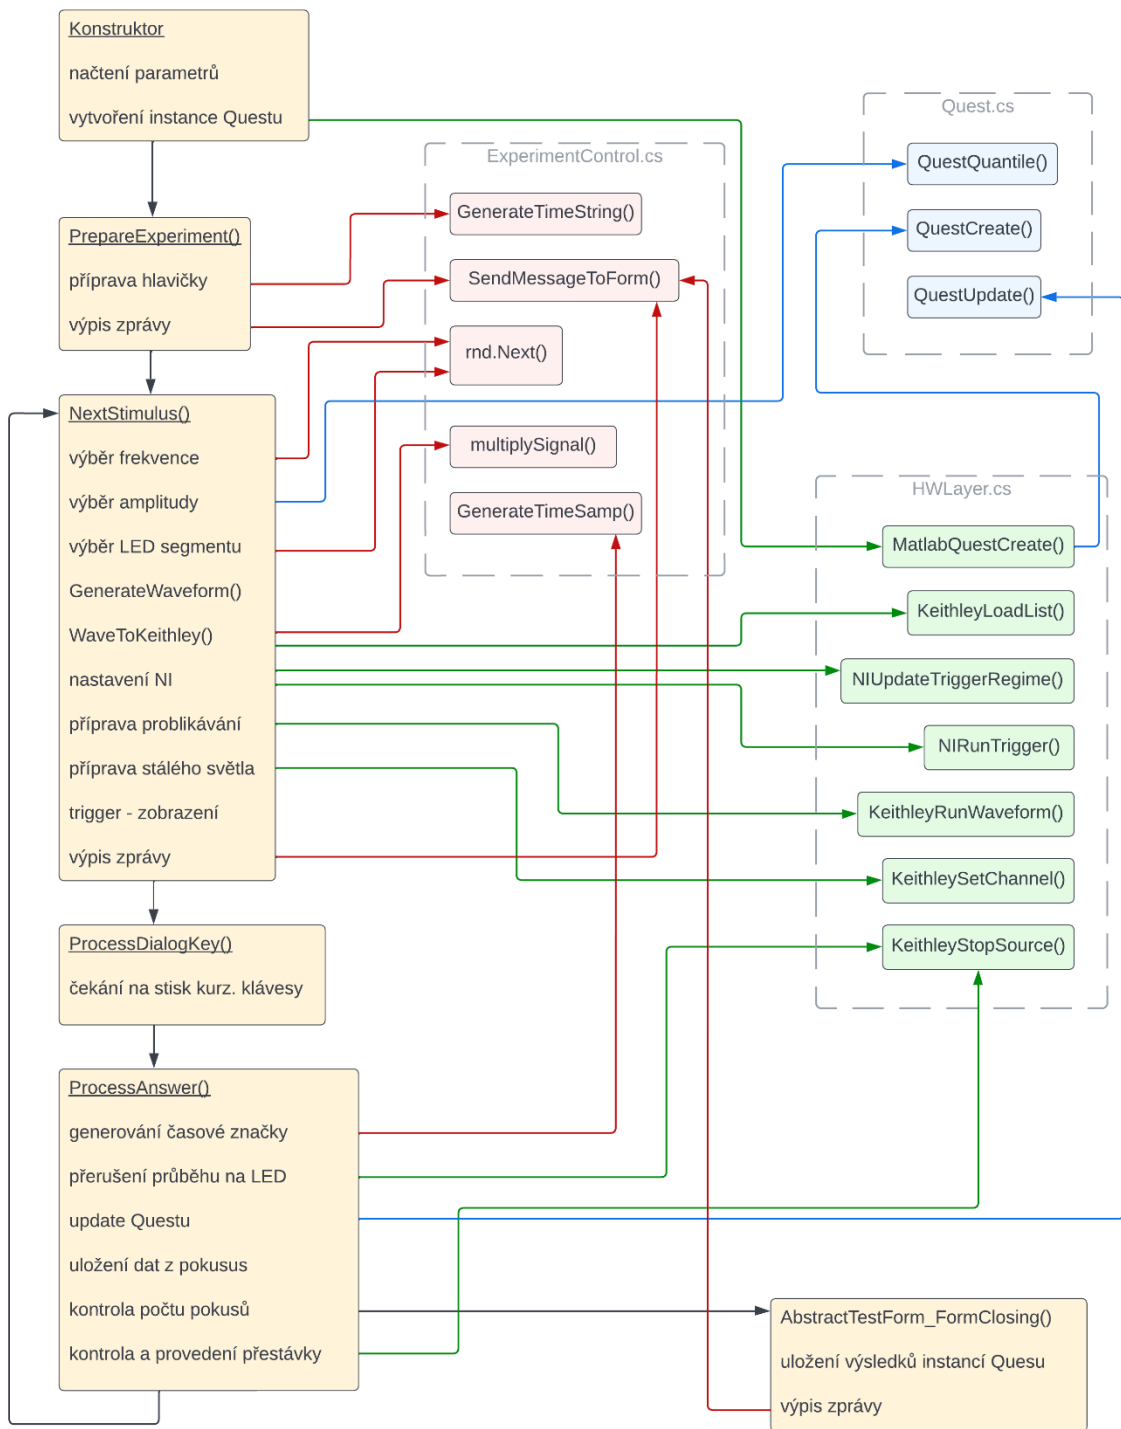 Konstruktor
načtení parametrů
vytvoření instance Questu
PrepareExperiment()
příprava hlavičky
výpis zprávy
NextStimulus()
výběr frekvence
výběr amplitudy
výběr LED segmentu
GenerateWaveform()
WaveToKeithley()
nastavení NI
příprava problikávání
příprava stálého světla
trigger - zobrazení
výpis zprávy
ProcessDialogKey()
čekání na stisk kurz. klávesy
ProcessAnswer()
generování časové značky
přerušení průběhu na LED
update Questu
uložení dat z pokusus
kontrola počtu pokusů
kontrola a provedení přestávky
ExperimentControl.cs
GenerateTimeString()
SendMessageToForm()
rnd.Next()
multiplySignal()
GenerateTimeSamp()
Quest.cs
QuestQuantile()
QuestCreate()
QuestUpdate()
HWLayer.cs
MatlabQuestCreate()
KeithleyLoadList()
NIUpdateTriggerRegime()
NIRunTrigger()
KeithleyRunWaveform()
KeithleySetChannel()
KeithleyStopSource()
AbstractTestForm_FormClosing()
uložení výsledků instancí Quesu
výpis zprávy